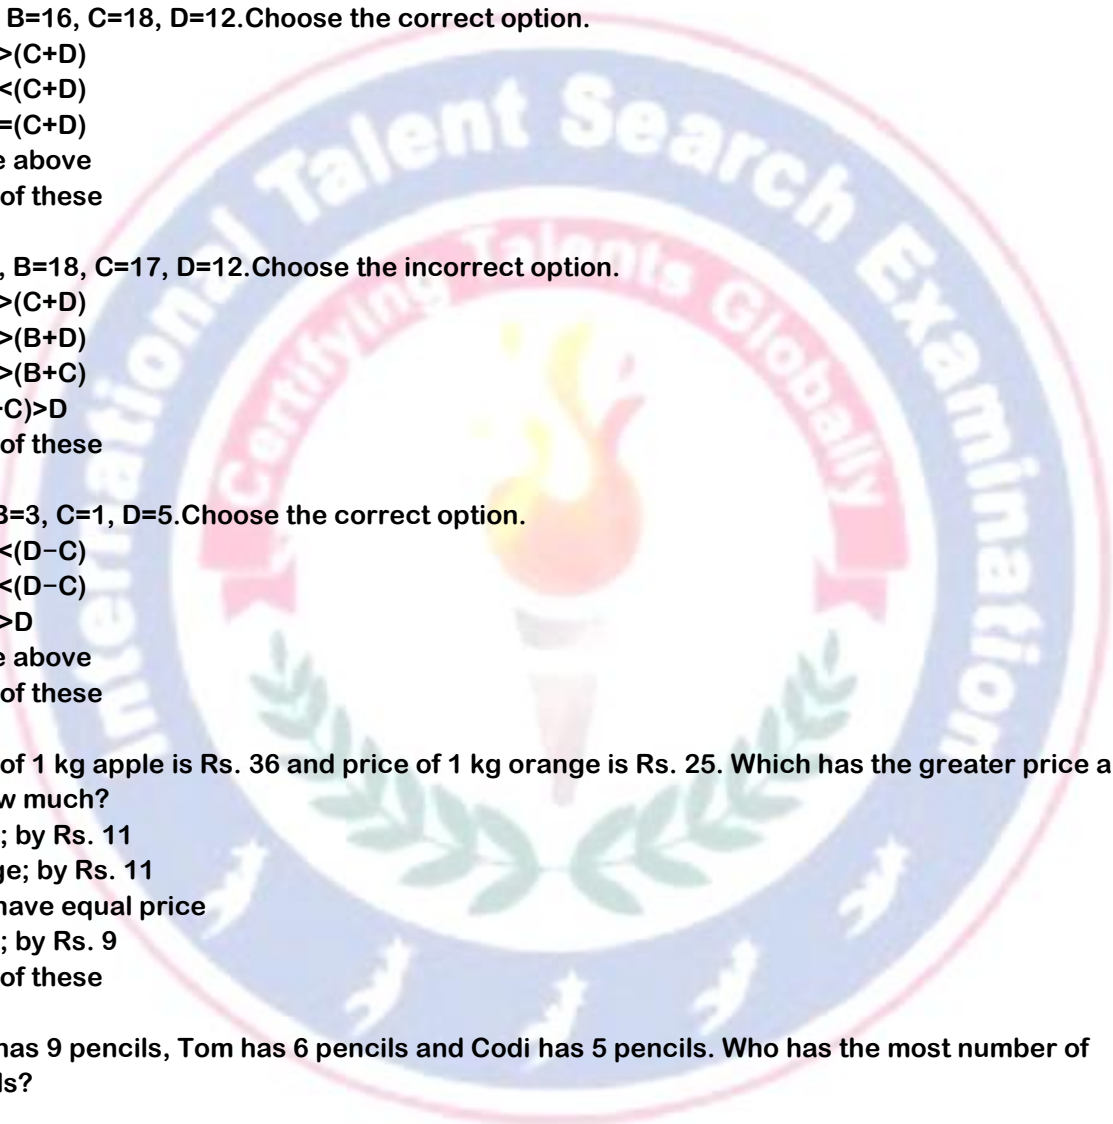 B=16, C=18, D=12.Choose the correct option.
>(C+D)
<(C+D)
=(C+D)
e above
of these
, B=18, C=17, D=12.Choose the incorrect option.
>(C+D)
>(B+D)
>(B+C)
C)>D
of these
B=3, C=1, D=5.Choose the correct option.
<(D−C)
<(D−C)
>D
e above
of these
of 1 kg apple is Rs. 36 and price of 1 kg orange is Rs. 25. Which has the greater price a
w much?
; by Rs. 11
ge; by Rs. 11
have equal price
; by Rs. 9
of these
has 9 pencils, Tom has 6 pencils and Codi has 5 pencils. Who has the most number of
ls?
International Talent Search Examination
Certifying Talents Globally